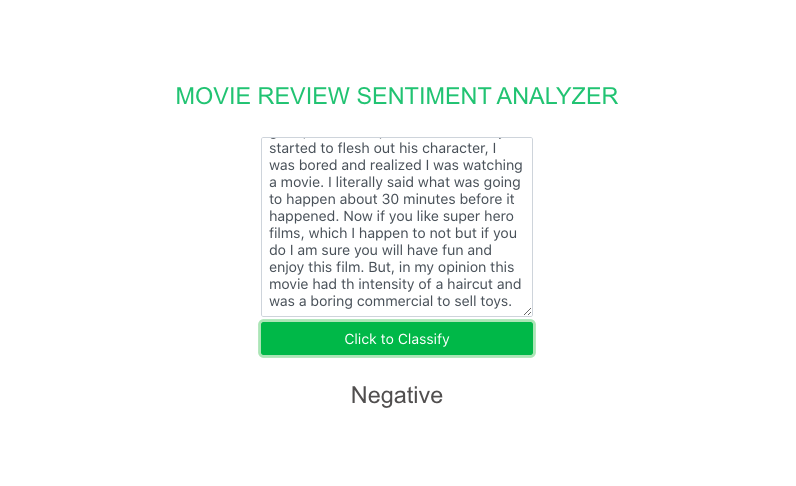 MOVIE REVIEW SENTIMENT ANALYZER
started to flesh out his character, I
was bored and realized I was watching
a movie. I literally said what was going
to happen about 30 minutes before it
happened. Now if you like super hero
films, which I happen to not but if you
do I am sure you will have fun and
enjoy this film. But, in my opinion this
movie had th intensity of a haircut and
was a boring commercial to sell toys.
Click to Classify
Negative